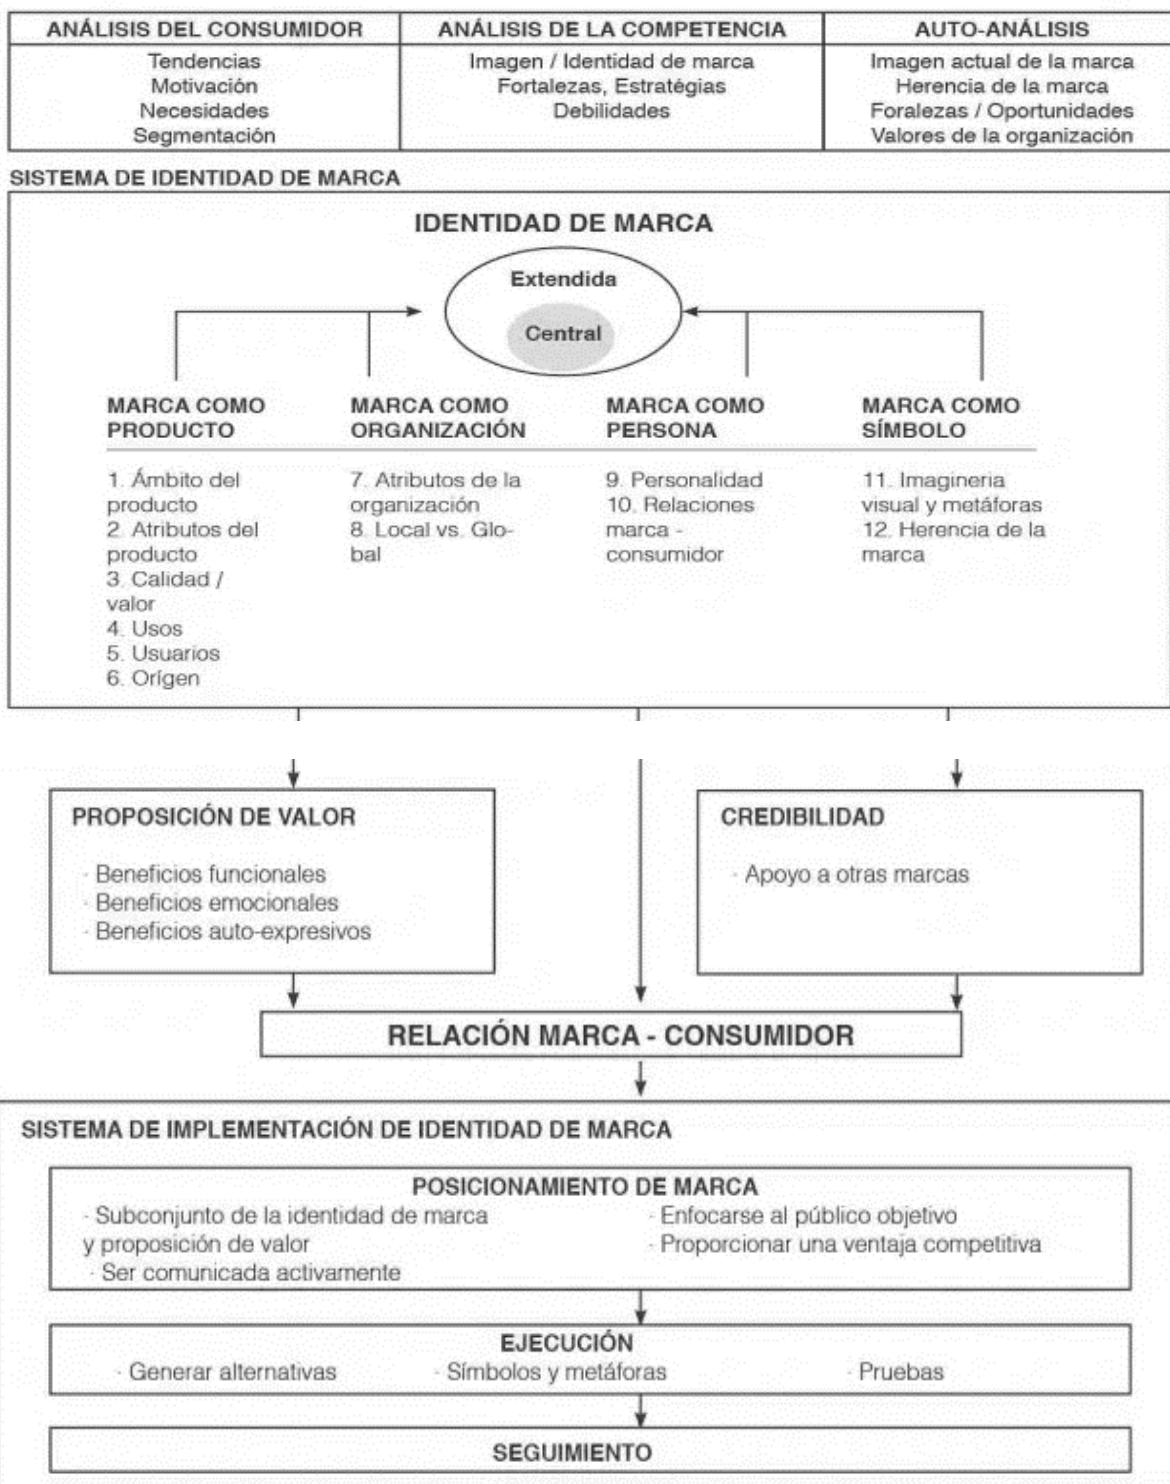 ANÁLISIS DEL CONSUMIDOR
Tendencias
Motivación
Necesidades
Segmentación
ANÁLISIS DE LA COMPETENCIA
Imagen / Identidad de marca
Fortalezas, Estratégias
Debilidades
AUTO-ANÁLISIS
Imagen actual de la marca
Herencia de la marca
Foralezas / Oportunidades
Valores de la organización
SISTEMA DE IDENTIDAD DE MARCA
IDENTIDAD DE MARCA
Extendida
Central
MARCA COMO
PRODUCTO
1. Ámbito del
producto
2. Atributos del
producto
3. Calidad /
valor
4. Usos
5. Usuarios
6. Orígen
MARCA COMO
ORGANIZACIÓN
7. Atributos de la
organización
8. Local vs. Glo-
bal
MARCA COMO
PERSONA
9. Personalidad
10. Relaciones
marca -
consumidor
MARCA COMO
SÍMBOLO
11. Imagineria
visual y metáforas
12. Herencia de la
marca
PROPOSICIÓN DE VALOR
· Beneficios funcionales
· Beneficios emocionales
· Beneficios auto-expresivos
CREDIBILIDAD
· Apoyo a otras marcas
RELACIÓN MARCA - CONSUMIDOR
SISTEMA DE IMPLEMENTACIÓN DE IDENTIDAD DE MARCA
POSICIONAMIENTO DE MARCA
· Subconjunto de la identidad de marca
y proposición de valor
· Ser comunicada activamente
· Enfocarse al público objetivo
· Proporcionar una ventaja competitiva
EJECUCIÓN
· Generar alternativas
· Símbolos y metáforas
· Pruebas
SEGUIMIENTO